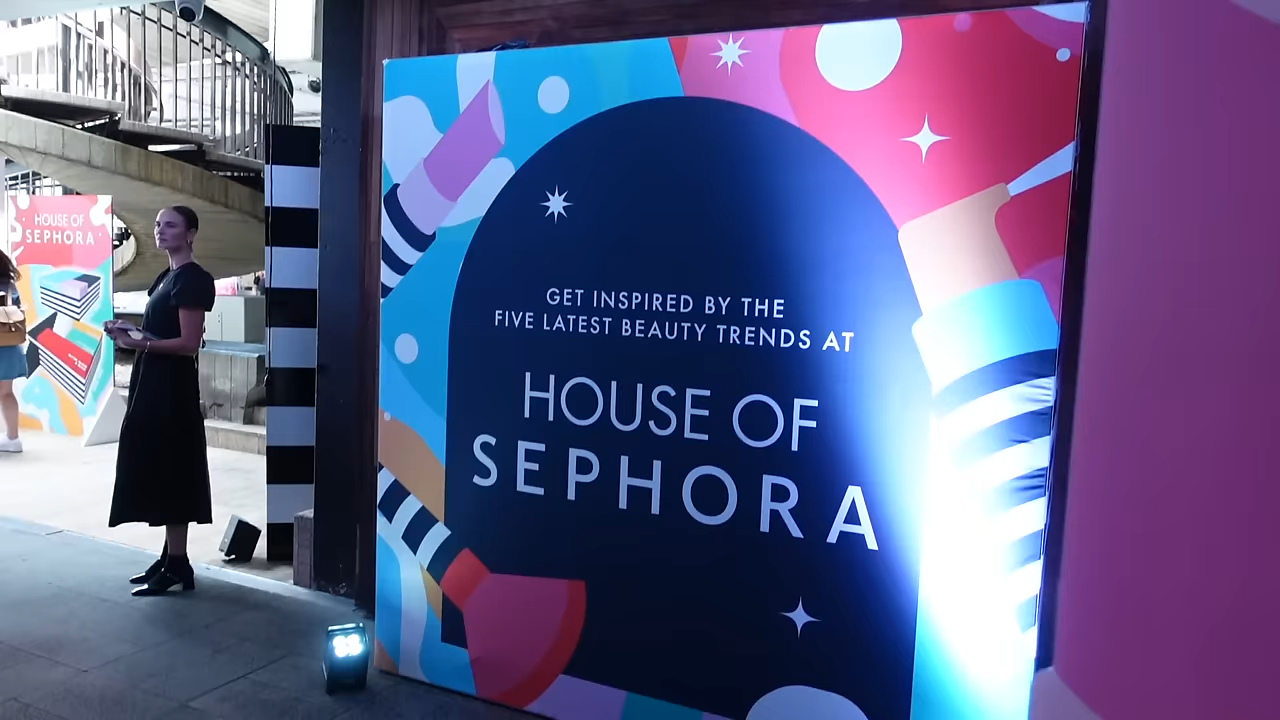 HOUSE OF
SEPHORA
GET INSPIRED BY THE
FIVE LATEST BEAUTY TRENDS AT
HOUSE OF
SEPHORA